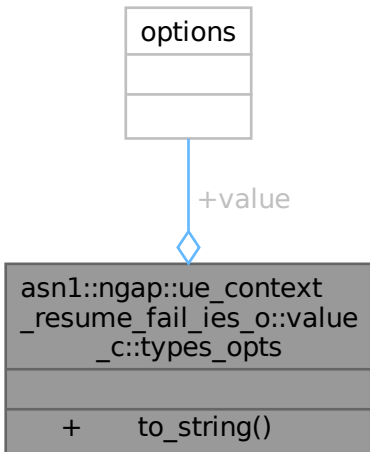 options
+value
asn1::ngap::ue_context
_resume_fail_ies_o::value
_c::types_opts
+ to_string()